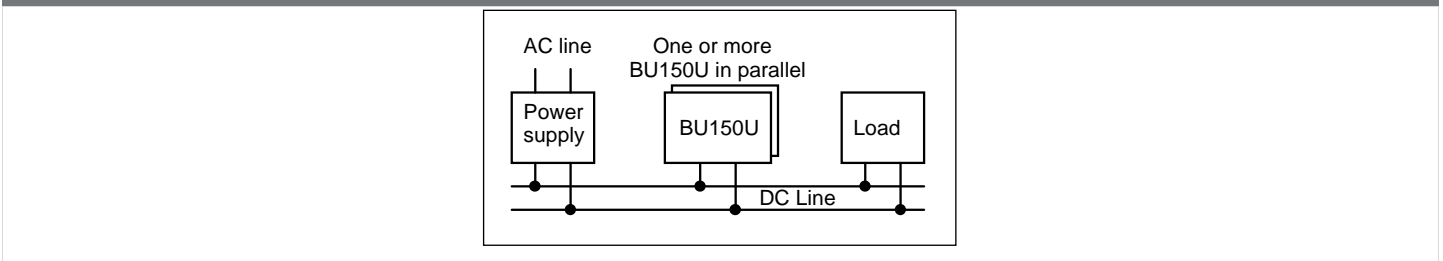 AC line
One or more
BU150U in parallel
Power
supply
BU150U
Load
DC Line